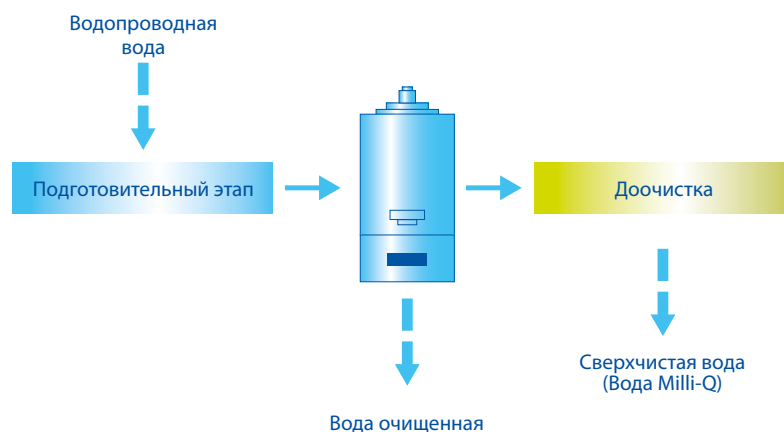 Водопроводная
вода
Подготовительный этап
Доочистка
Сверхчистая вода
(Вода Milli-Q)
Вода очищенная